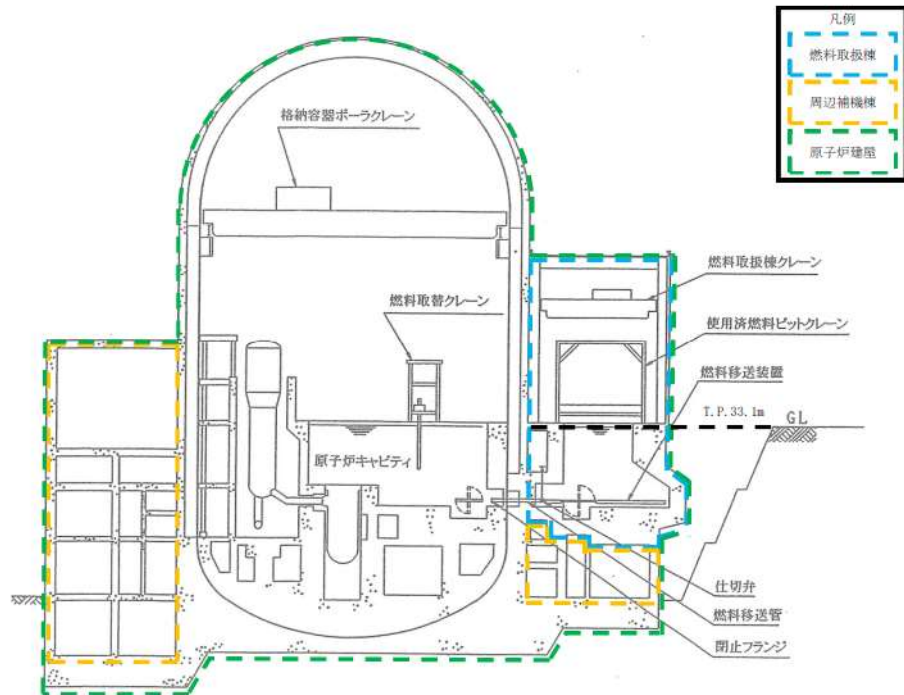 凡例
燃料取扱棟
周辺補機棟
原子炉建屋
格納容器ポーラクレーン
燃料取扱棟クレーン
燃料取替クレーン
使用済燃料ピットクレーン
燃料移送装置
T.P.33.1m
GL
原子炉キャビティ
仕切弁
燃料移送管
閉止フランジ